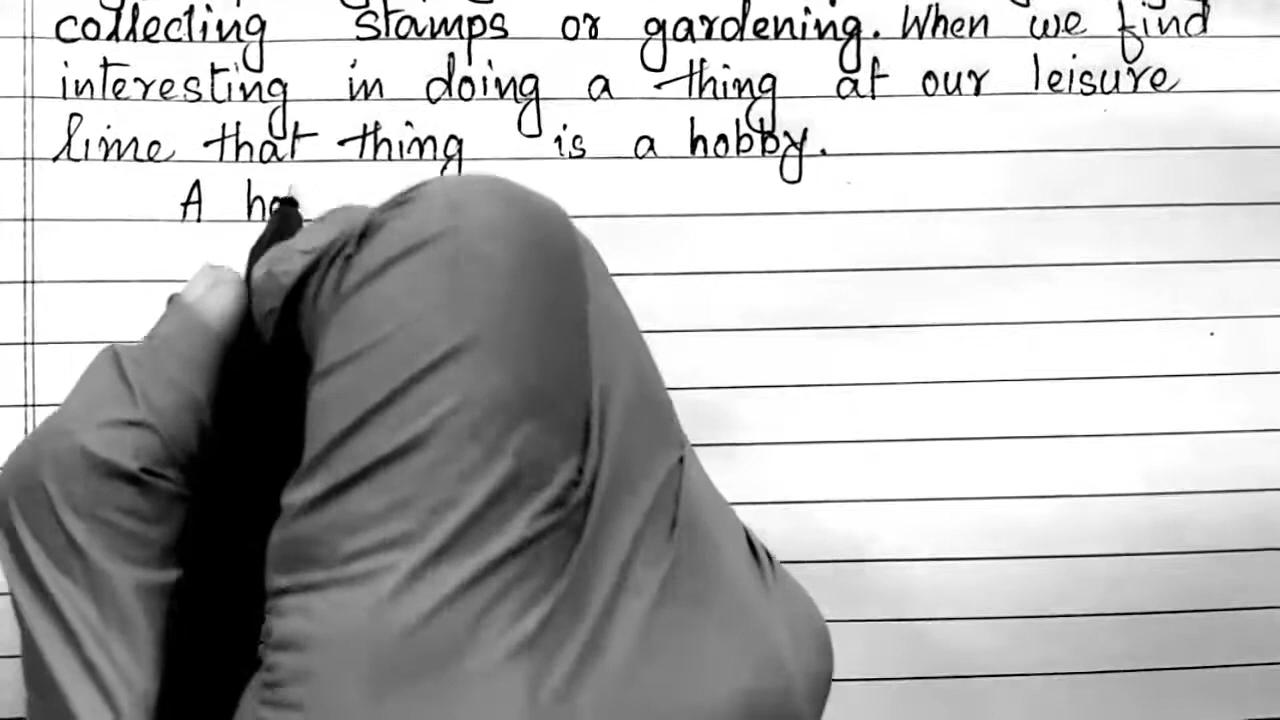 collecting stamps or gardening. When we find
interesting in doing a thing at our leisure
lime that thing is a hobby.
A ho